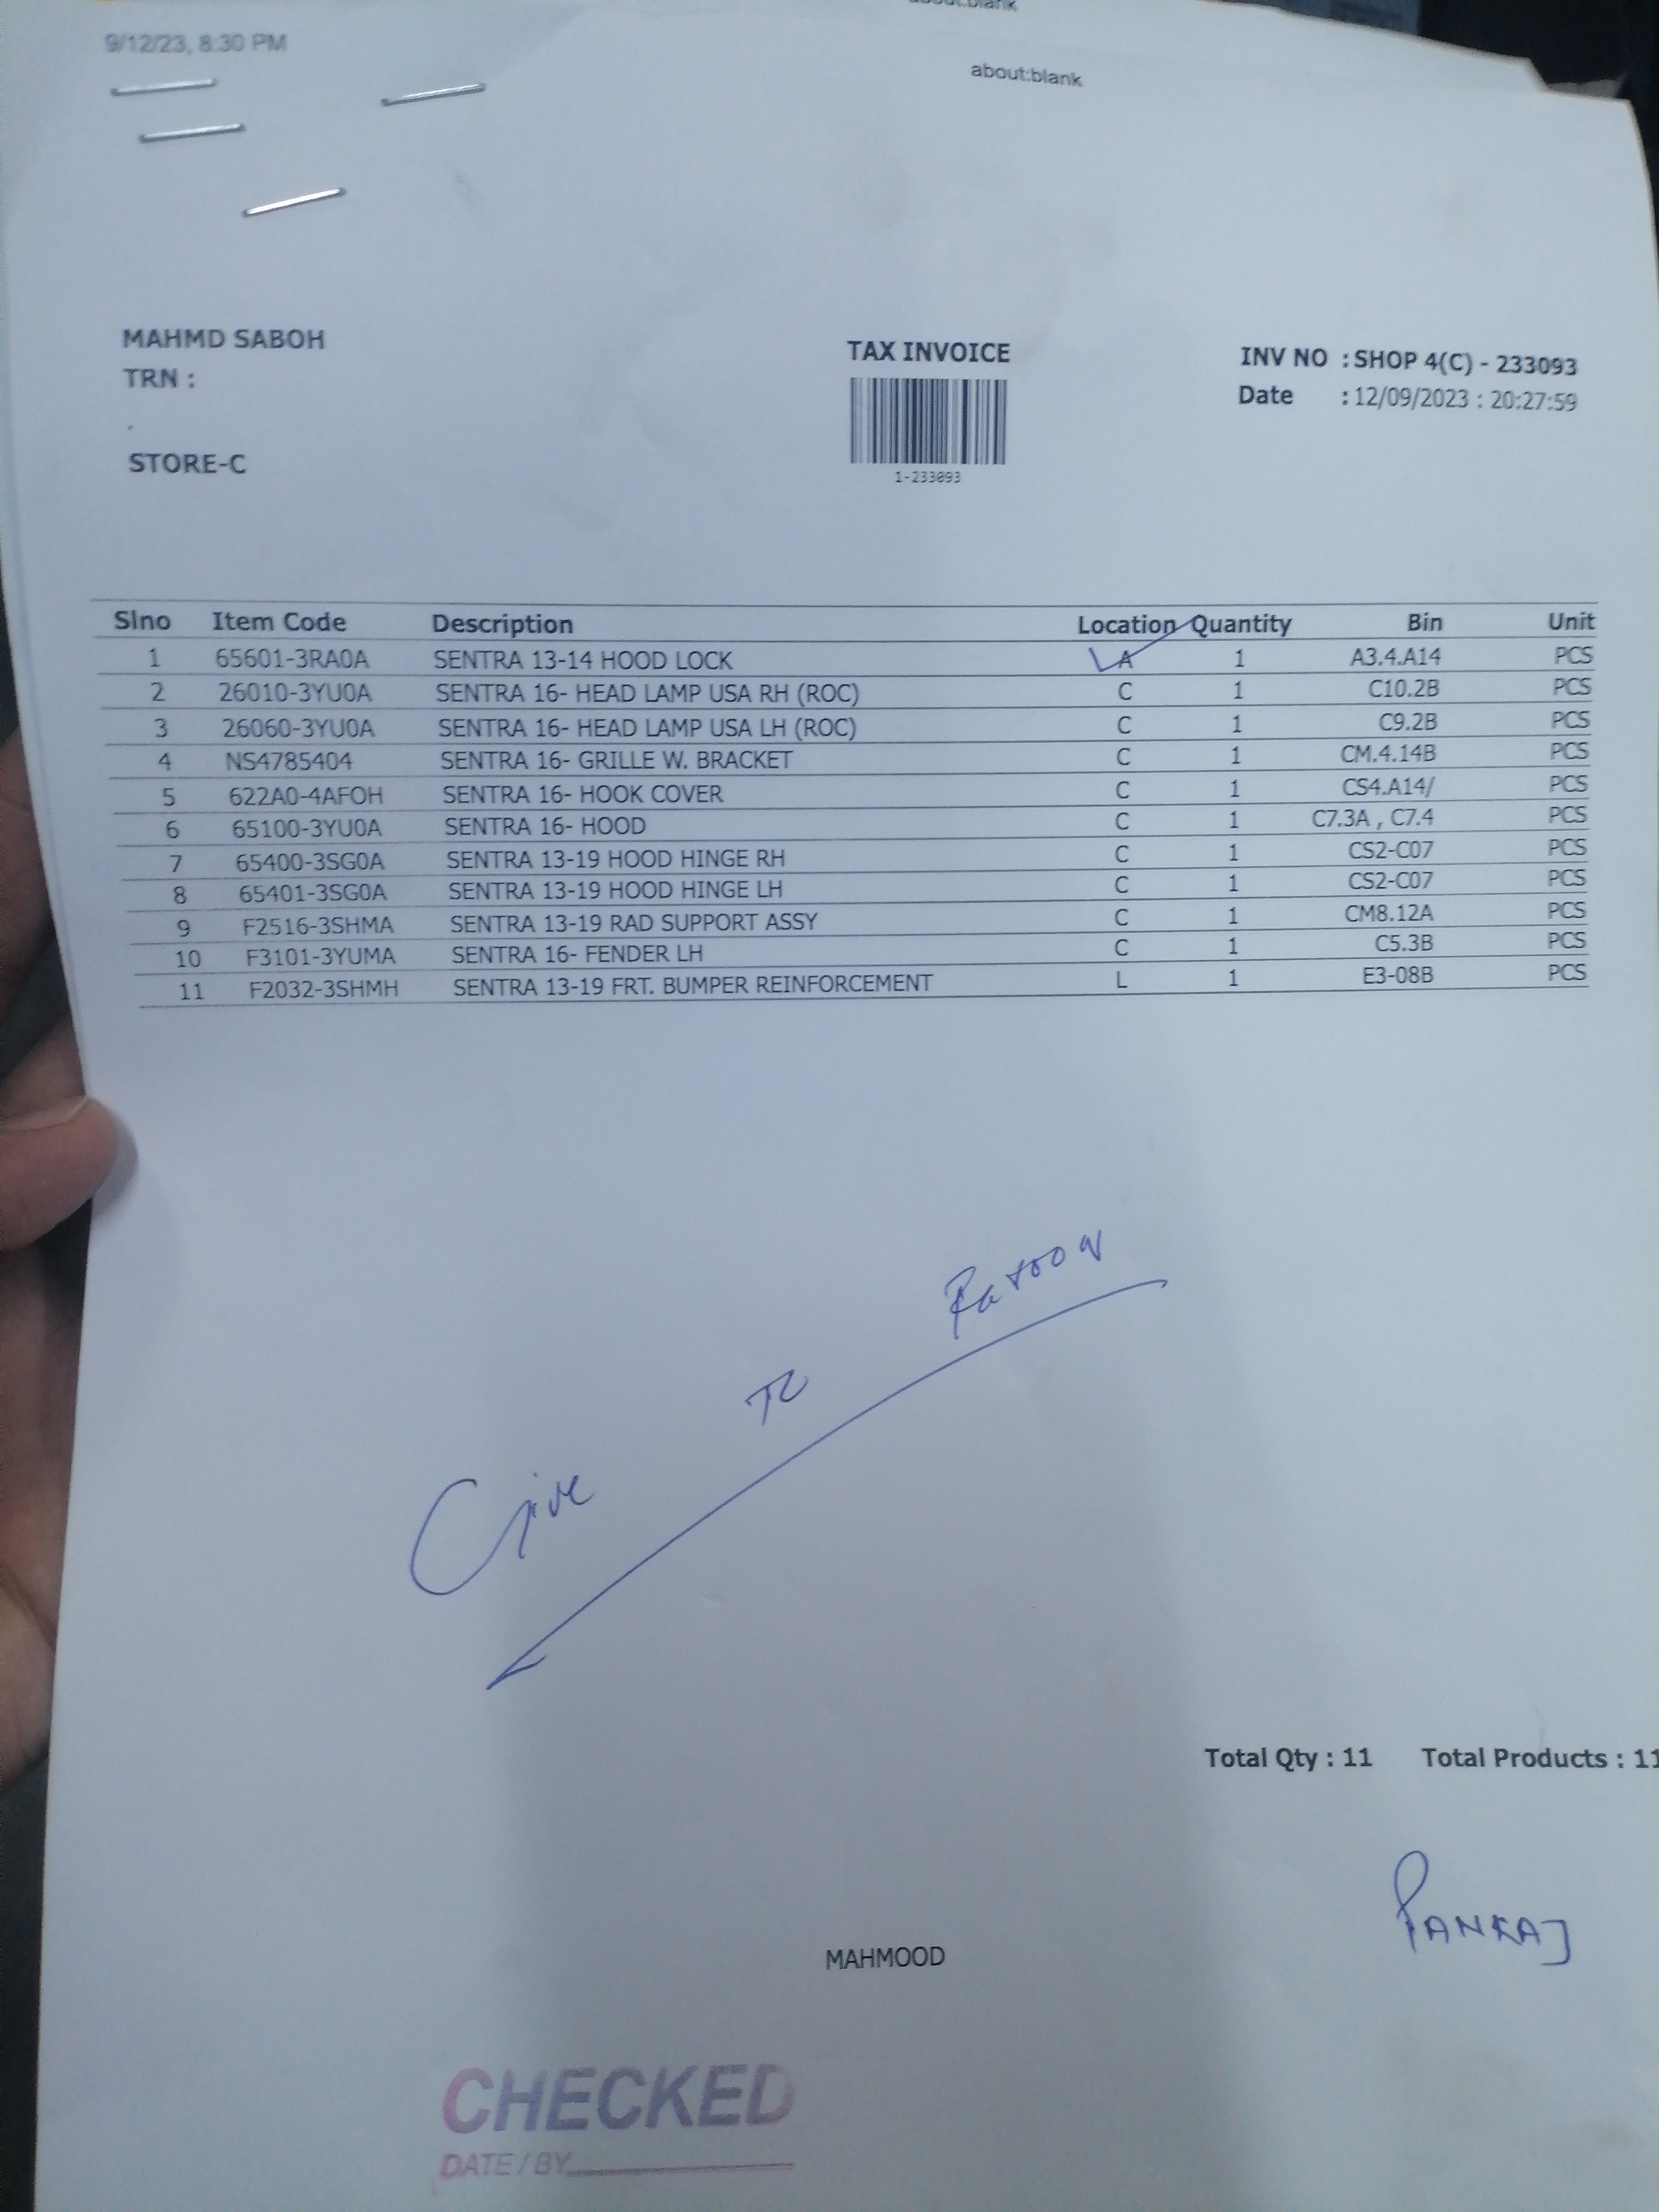 9/12/23, 8:30 PM
about:blank
MAHMD SABOH
TRN :
.
STORE-C
TAX INVOICE
1-233093
INV NO : SHOP 4(C) - 233093
Date : 12/09/2023 : 20:27:59
Slno Item Code Description Location Quantity Bin Unit
1 65601-3RA0A SENTRA 13-14 HOOD LOCK A 1 A3.4.A14 PCS
2 26010-3YU0A SENTRA 16- HEAD LAMP USA RH (ROC) C 1 C10.2B PCS
3 26060-3YU0A SENTRA 16- HEAD LAMP USA LH (ROC) C 1 C9.2B PCS
4 NS4785404 SENTRA 16- GRILLE W. BRACKET C 1 CM.4.14B PCS
5 622A0-4AFOH SENTRA 16- HOOK COVER C 1 CS4.A14/ PCS
6 65100-3YU0A SENTRA 16- HOOD C 1 C7.3A , C7.4 PCS
7 65400-3SG0A SENTRA 13-19 HOOD HINGE RH C 1 CS2-C07 PCS
8 65401-3SG0A SENTRA 13-19 HOOD HINGE LH C 1 CS2-C07 PCS
9 F2516-3SHMA SENTRA 13-19 RAD SUPPORT ASSY C 1 CM8.12A PCS
10 F3101-3YUMA SENTRA 16- FENDER LH C 1 C5.3B PCS
11 F2032-3SHMH SENTRA 13-19 FRT. BUMPER REINFORCEMENT L 1 E3-08B PCS
Give To
Total Qty : 11 Total Products : 11
PANKAJ
MAHMOOD
CHECKED
DATE / BY